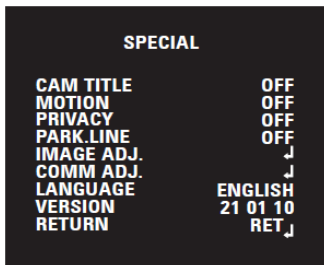 SPECIAL
CAM TITLE OFF
MOTION OFF
PRIVACY OFF
PARK.LINE OFF
IMAGE ADJ. ↲
COMM ADJ. ↲
LANGUAGE ENGLISH
VERSION 21 01 10
RETURN RET↲